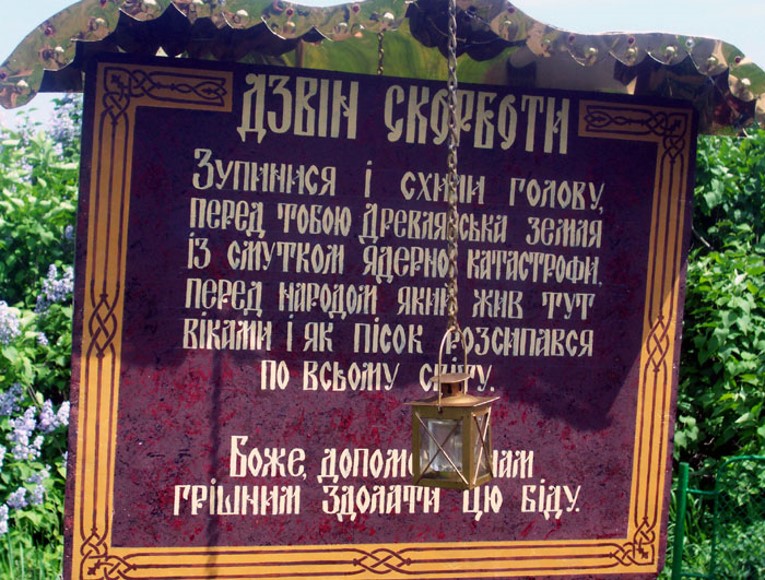 ДЗВІН СКОРБОТИ
Зупинися і схили голову,
перед тобою Древлянська земля
із смутком ядерної катастрофи,
перед народом який жив тут
віками і як пісок розсипався
по всьому світу.
Боже, допоможи нам
грішним здолати цю біду.